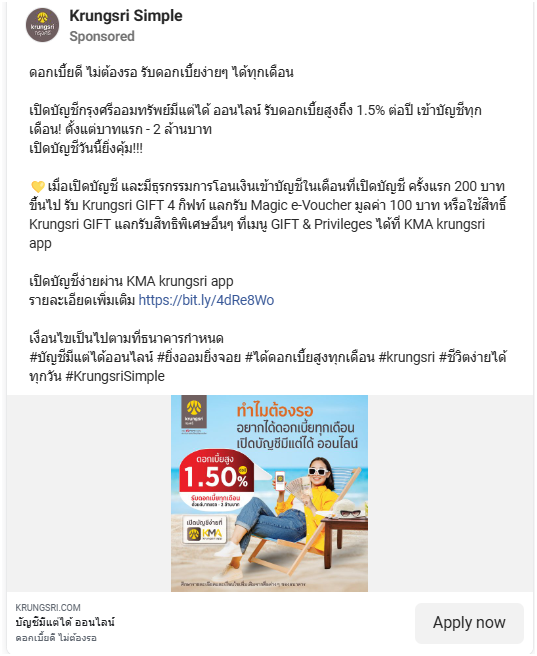 Krungsri Simple
Sponsored
ดอกเบี้ยดี ไม่ต้องรอ รับดอกเบี้ยง่ายๆ ได้ทุกเดือน
เปิดบัญชีกรุงศรีออมทรัพย์มีแต่ได้ ออนไลน์ รับดอกเบี้ยสูงถึง 1.5% ต่อปี เข้าบัญชีทุก
เดือน! ตั้งแต่บาทแรก - 2 ล้านบาท
เปิดบัญชีวันนี้ยิ่งคุ้ม!!!
💛 เมื่อเปิดบัญชี และมีธุรกรรมการโอนเงินเข้าบัญชีในเดือนที่เปิดบัญชี ครั้งแรก 200 บาท
ขึ้นไป รับ Krungsri GIFT 4 กิฟท์ แลกรับ Magic e-Voucher มูลค่า 100 บาท หรือใช้สิทธิ์
Krungsri GIFT แลกรับสิทธิพิเศษอื่นๆ ที่เมนู GIFT & Privileges ได้ที่ KMA krungsri
app
เปิดบัญชีง่ายผ่าน KMA krungsri app
รายละเอียดเพิ่มเติม https://bit.ly/4dRe8Wo
เงื่อนไขเป็นไปตามที่ธนาคารกำหนด
#บัญชีมีแต่ได้ออนไลน์ #ยิ่งออมยิ่งจอย #ได้ดอกเบี้ยสูงทุกเดือน #krungsri #ชีวิตง่ายได้
ทุกวัน #KrungsriSimple
krungsri
กรุงศรี
ทำไมต้องรอ
อยากได้ดอกเบี้ยทุกเดือน
เปิดบัญชีมีแต่ได้ ออนไลน์
ดอกเบี้ยสูง
1.50%
รับดอกเบี้ยทุกเดือน
ตั้งแต่บาทแรก - 2 ล้านบาท
เปิดบัญชีง่ายที่
KMA
KRUNGSRI.COM
บัญชีมีแต่ได้ ออนไลน์
ดอกเบี้ยดี ไม่ต้องรอ
Apply now